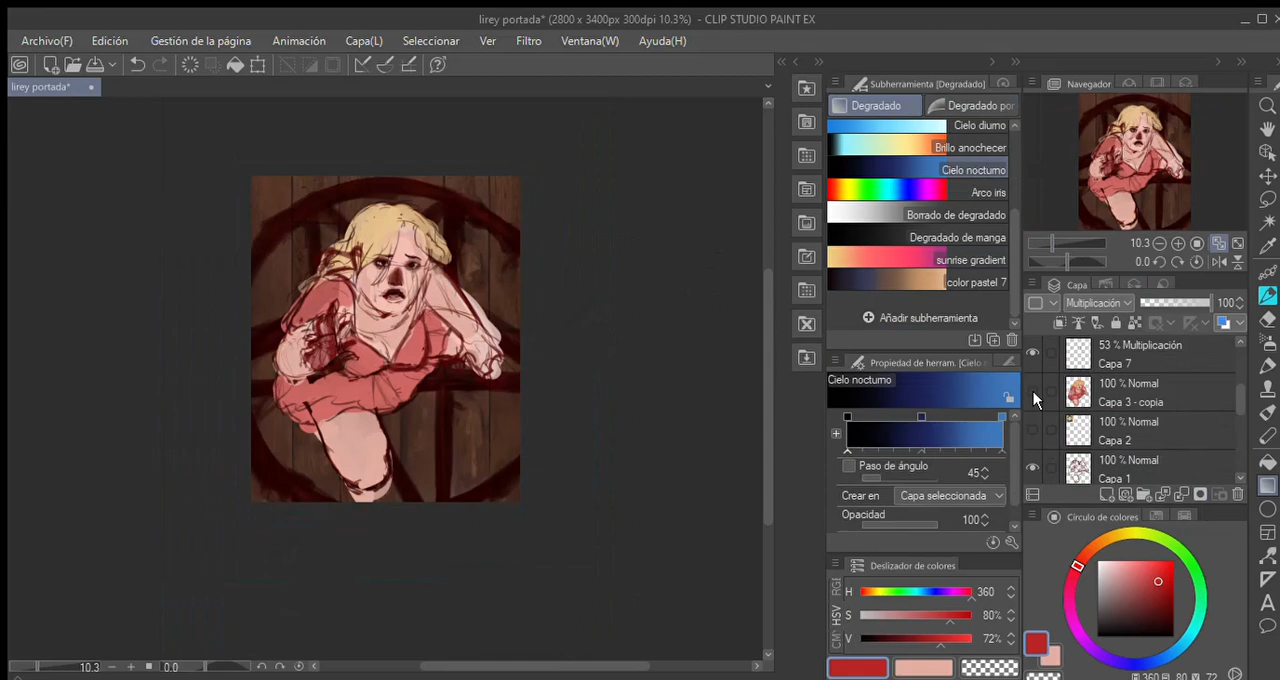 lirey portada* (2800 x 3400px 300dpi 10.3%) - CLIP STUDIO PAINT EX
Archivo(F) Edición Gestión de la página Animación Capa(L) Seleccionar Ver Filtro Ventana(W) Ayuda(H)
lirey portada*
Subherramienta [Degradado]
Degradado Degradado por
Cielo diurno
Brillo anochecer
Cielo nocturno
Arco iris
Borrado de degradado
Degradado de manga
sunrise gradient
color pastel 7
Añadir subherramienta
Propiedad de herram. [Cielo
Cielo nocturno
Paso de ángulo 45
Crear en Capa seleccionada
Opacidad 100
Deslizador de colores
RGB
HSV
H 360
S 80%
V 72%
Navegador
10.3
0.0
Capa
Multiplicación 100
53 % Multiplicación
Capa 7
100 % Normal
Capa 3 - copia
100 % Normal
Capa 2
100 % Normal
Capa 1
Círculo de colores
H 360 S 80 V 72
10.3 0.0